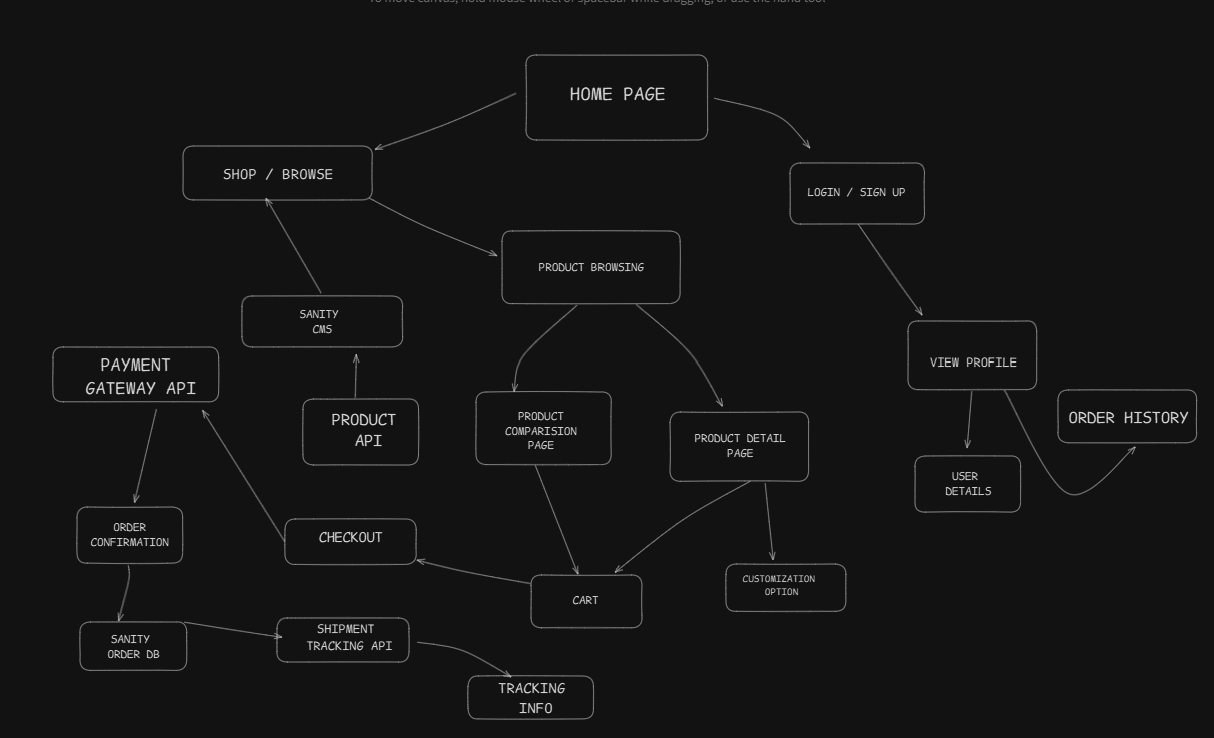 To move canvas, hold mouse wheel or spacebar while dragging, or use the hand tool
HOME PAGE
SHOP / BROWSE
LOGIN / SIGN UP
PRODUCT BROWSING
SANITY
CMS
PAYMENT
GATEWAY API
VIEW PROFILE
PRODUCT
API
PRODUCT
COMPARISION
PAGE
PRODUCT DETAIL
PAGE
ORDER HISTORY
USER
DETAILS
ORDER
CONFIRMATION
CHECKOUT
CART
CUSTOMIZATION
OPTION
SANITY
ORDER DB
SHIPMENT
TRACKING API
TRACKING
INFO